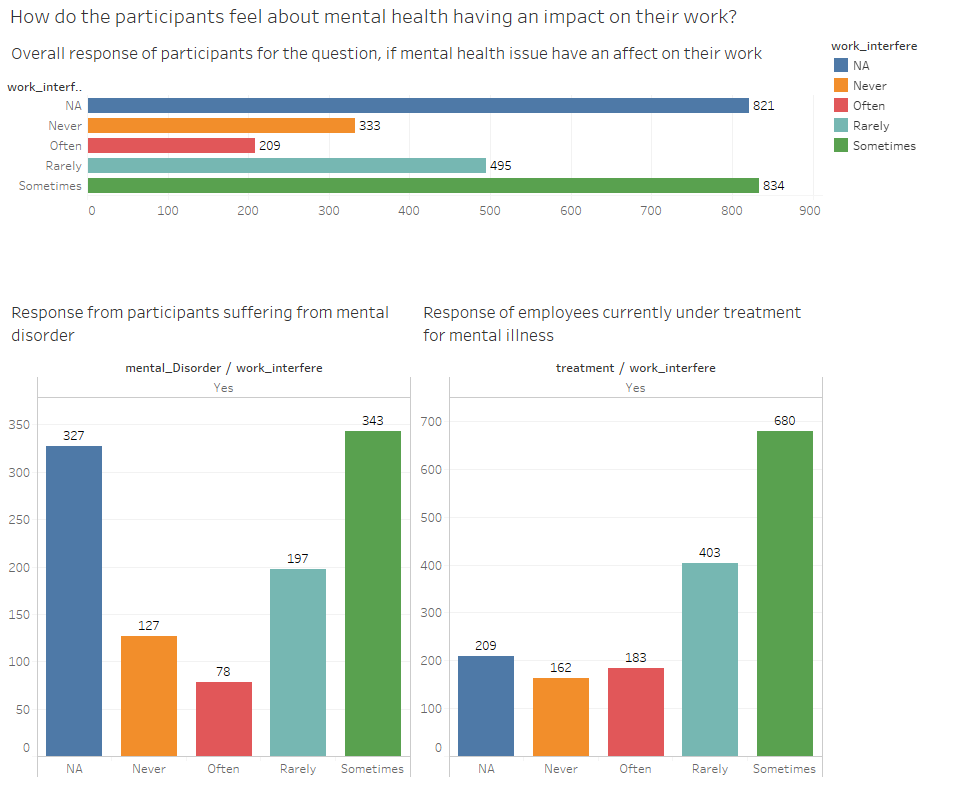 How do the participants feel about mental health having an impact on their work?
Overall response of participants for the question, if mental health issue have an affect on their work
work_interfere
NA
Never
Often
Rarely
Sometimes
work_interf..
NA 821
Never 333
Often 209
Rarely 495
Sometimes 834
0 100 200 300 400 500 600 700 800 900
Response from participants suffering from mental
disorder
mental_Disorder / work_interfere
Yes
350
300
250
200
150
100
50
0
327
127
78
197
343
NA Never Often Rarely Sometimes
Response of employees currently under treatment
for mental illness
treatment / work_interfere
Yes
700
600
500
400
300
200
100
0
209
162
183
403
680
NA Never Often Rarely Sometimes